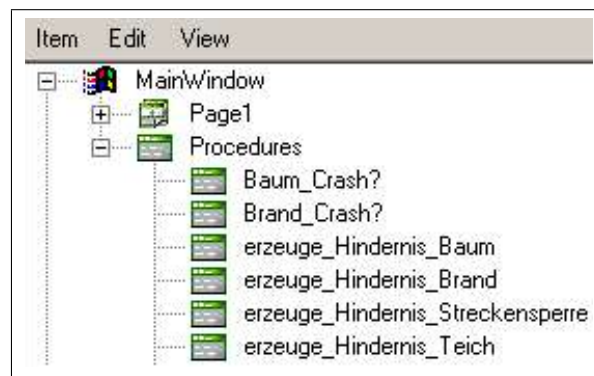 Item Edit View
MainWindow
Page1
Procedures
Baum_Crash?
Brand_Crash?
erzeuge_Hindernis_Baum
erzeuge_Hindernis_Brand
erzeuge_Hindernis_Streckensperre
erzeuge_Hindernis_Teich